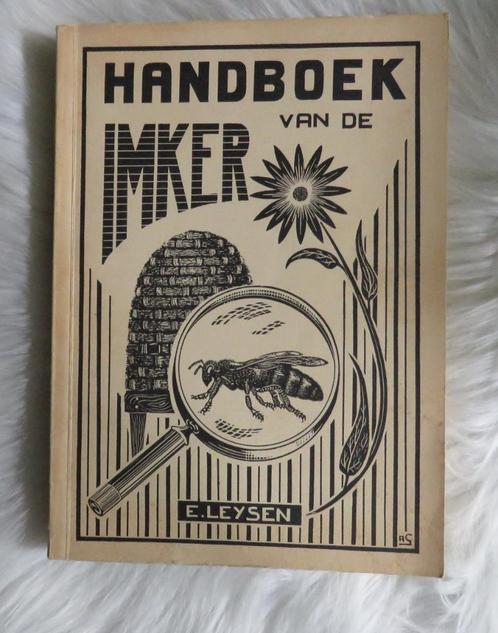 HANDBOEK
VAN DE
IMKER
E. LEYSEN